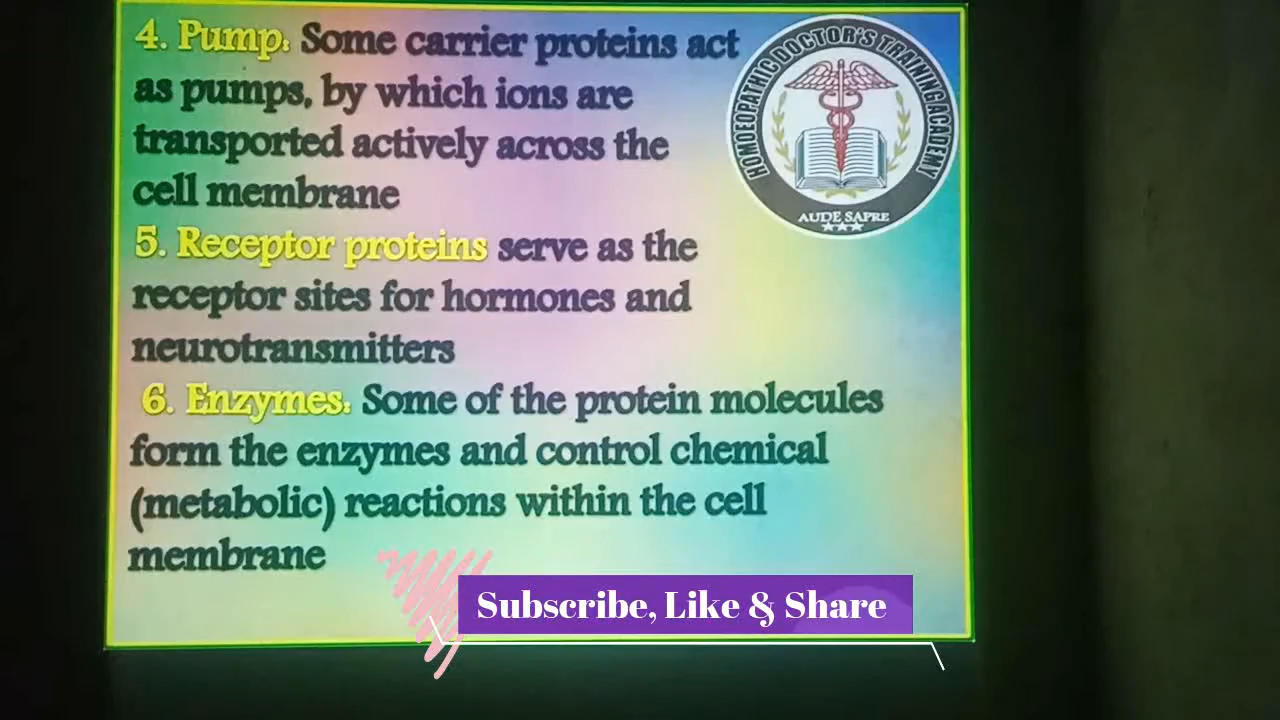 4. Pump: Some carrier proteins act
as pumps, by which ions are
transported actively across the
cell membrane
5. Receptor proteins serve as the
receptor sites for hormones and
neurotransmitters
6. Enzymes: Some of the protein molecules
form the enzymes and control chemical
(metabolic) reactions within the cell
membrane
HOMOEOPATHIC DOCTOR'S TRAINING ACADEMY
AUDE SAPRE
Subscribe, Like & Share